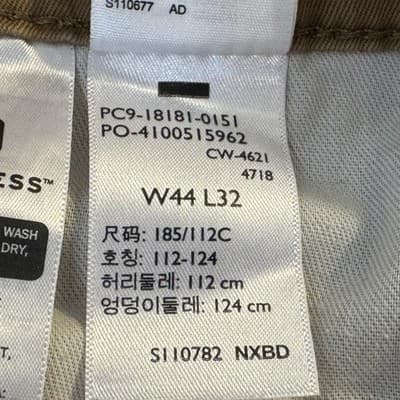 S110677 AD
PC9-18181-0151
PO-4100515962
CW-4621
4718
W44 L32
尺码: 185/112C
호칭: 112-124
허리둘레: 112 cm
엉덩이둘레: 124 cm
S110782 NXBD
ESS™
WASH
DRY,
T,
A: